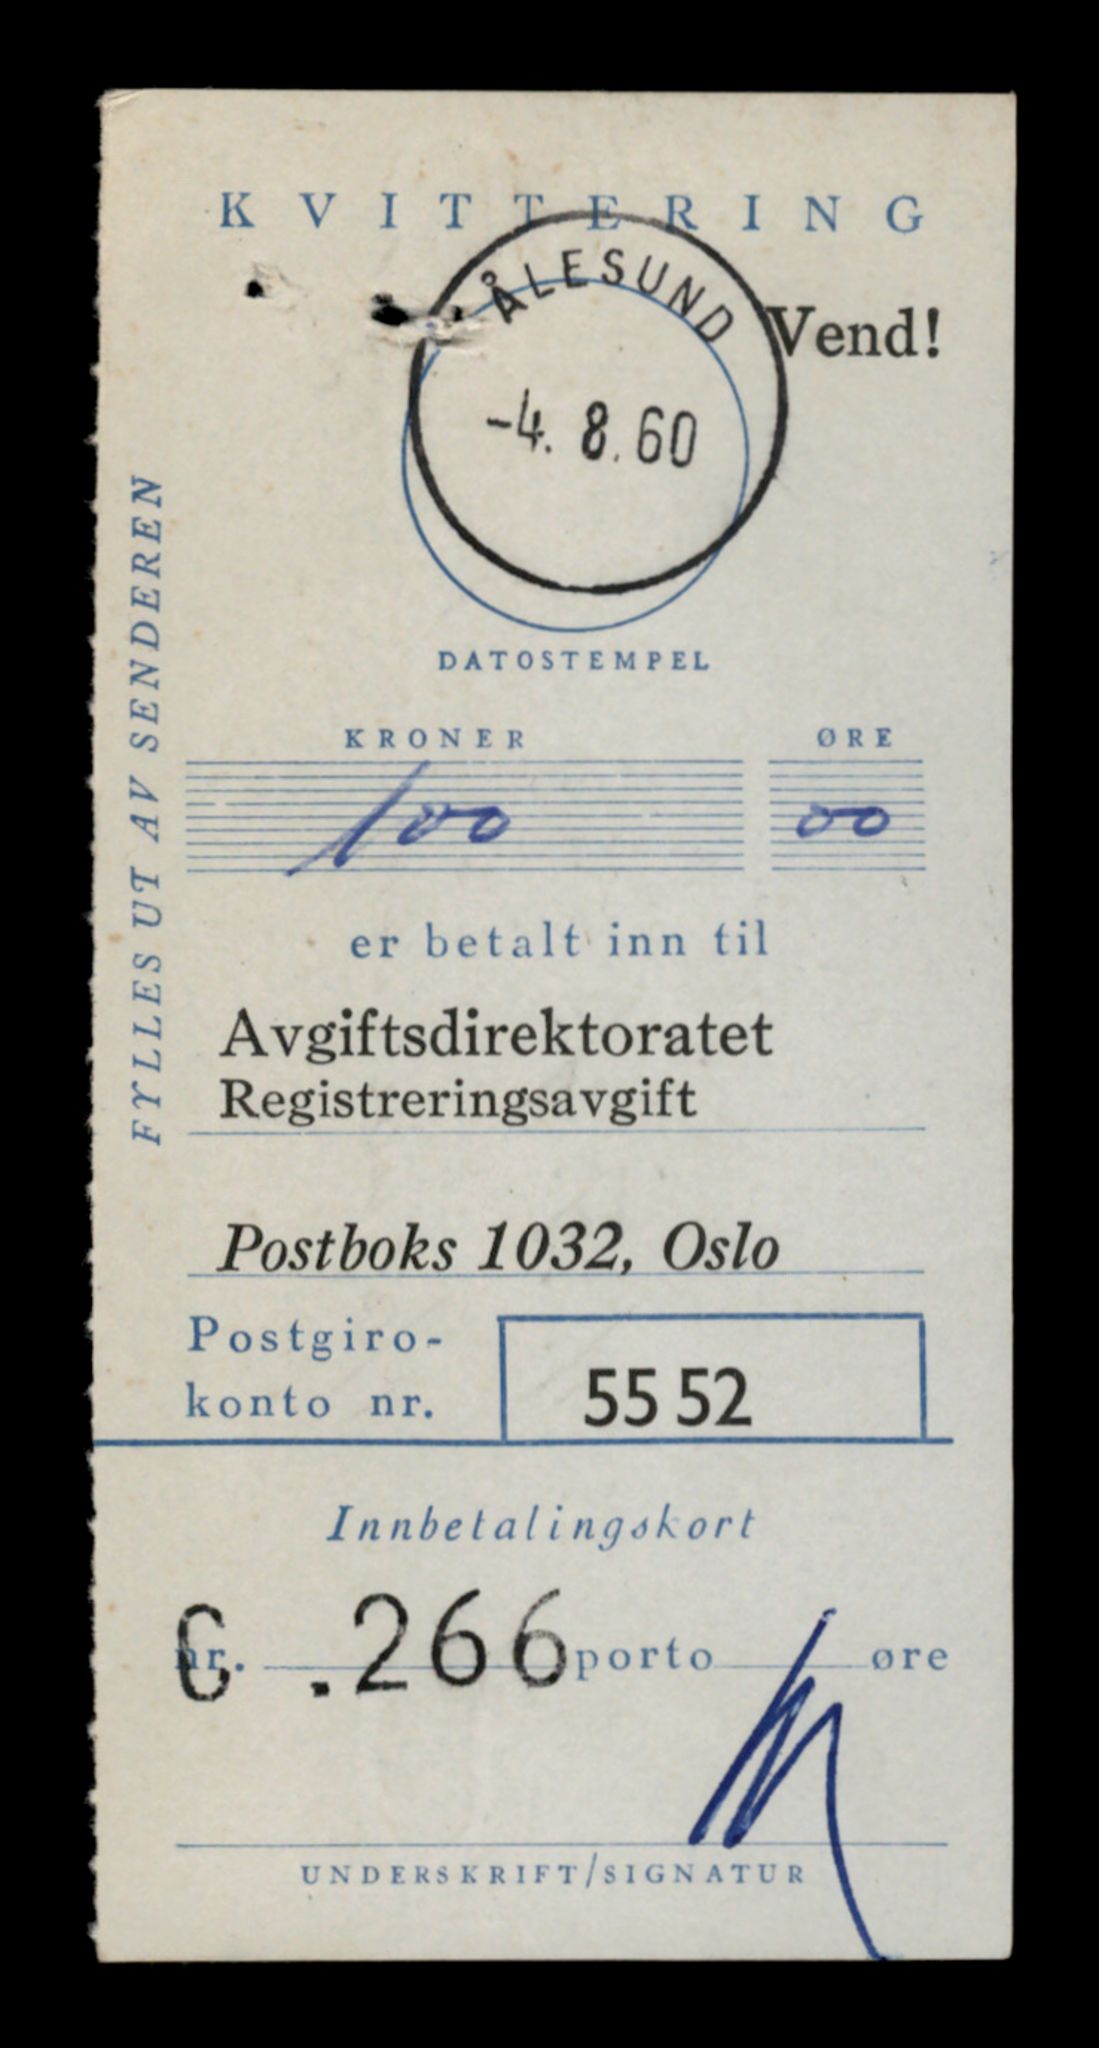 KVITTERING
ÅLESUND
Vend!
-4. 8. 60
DATOSTEMPEL
FYLLES UT AV SENDEREN
KRONER ØRE
100 00
er betalt inn til
Avgiftsdirektoratet
Registreringsavgift
Postboks 1032, Oslo
Postgiro-
konto nr. 55 52
Innbetalingskort
nr. .266 porto øre
UNDERSKRIFT/SIGNATUR